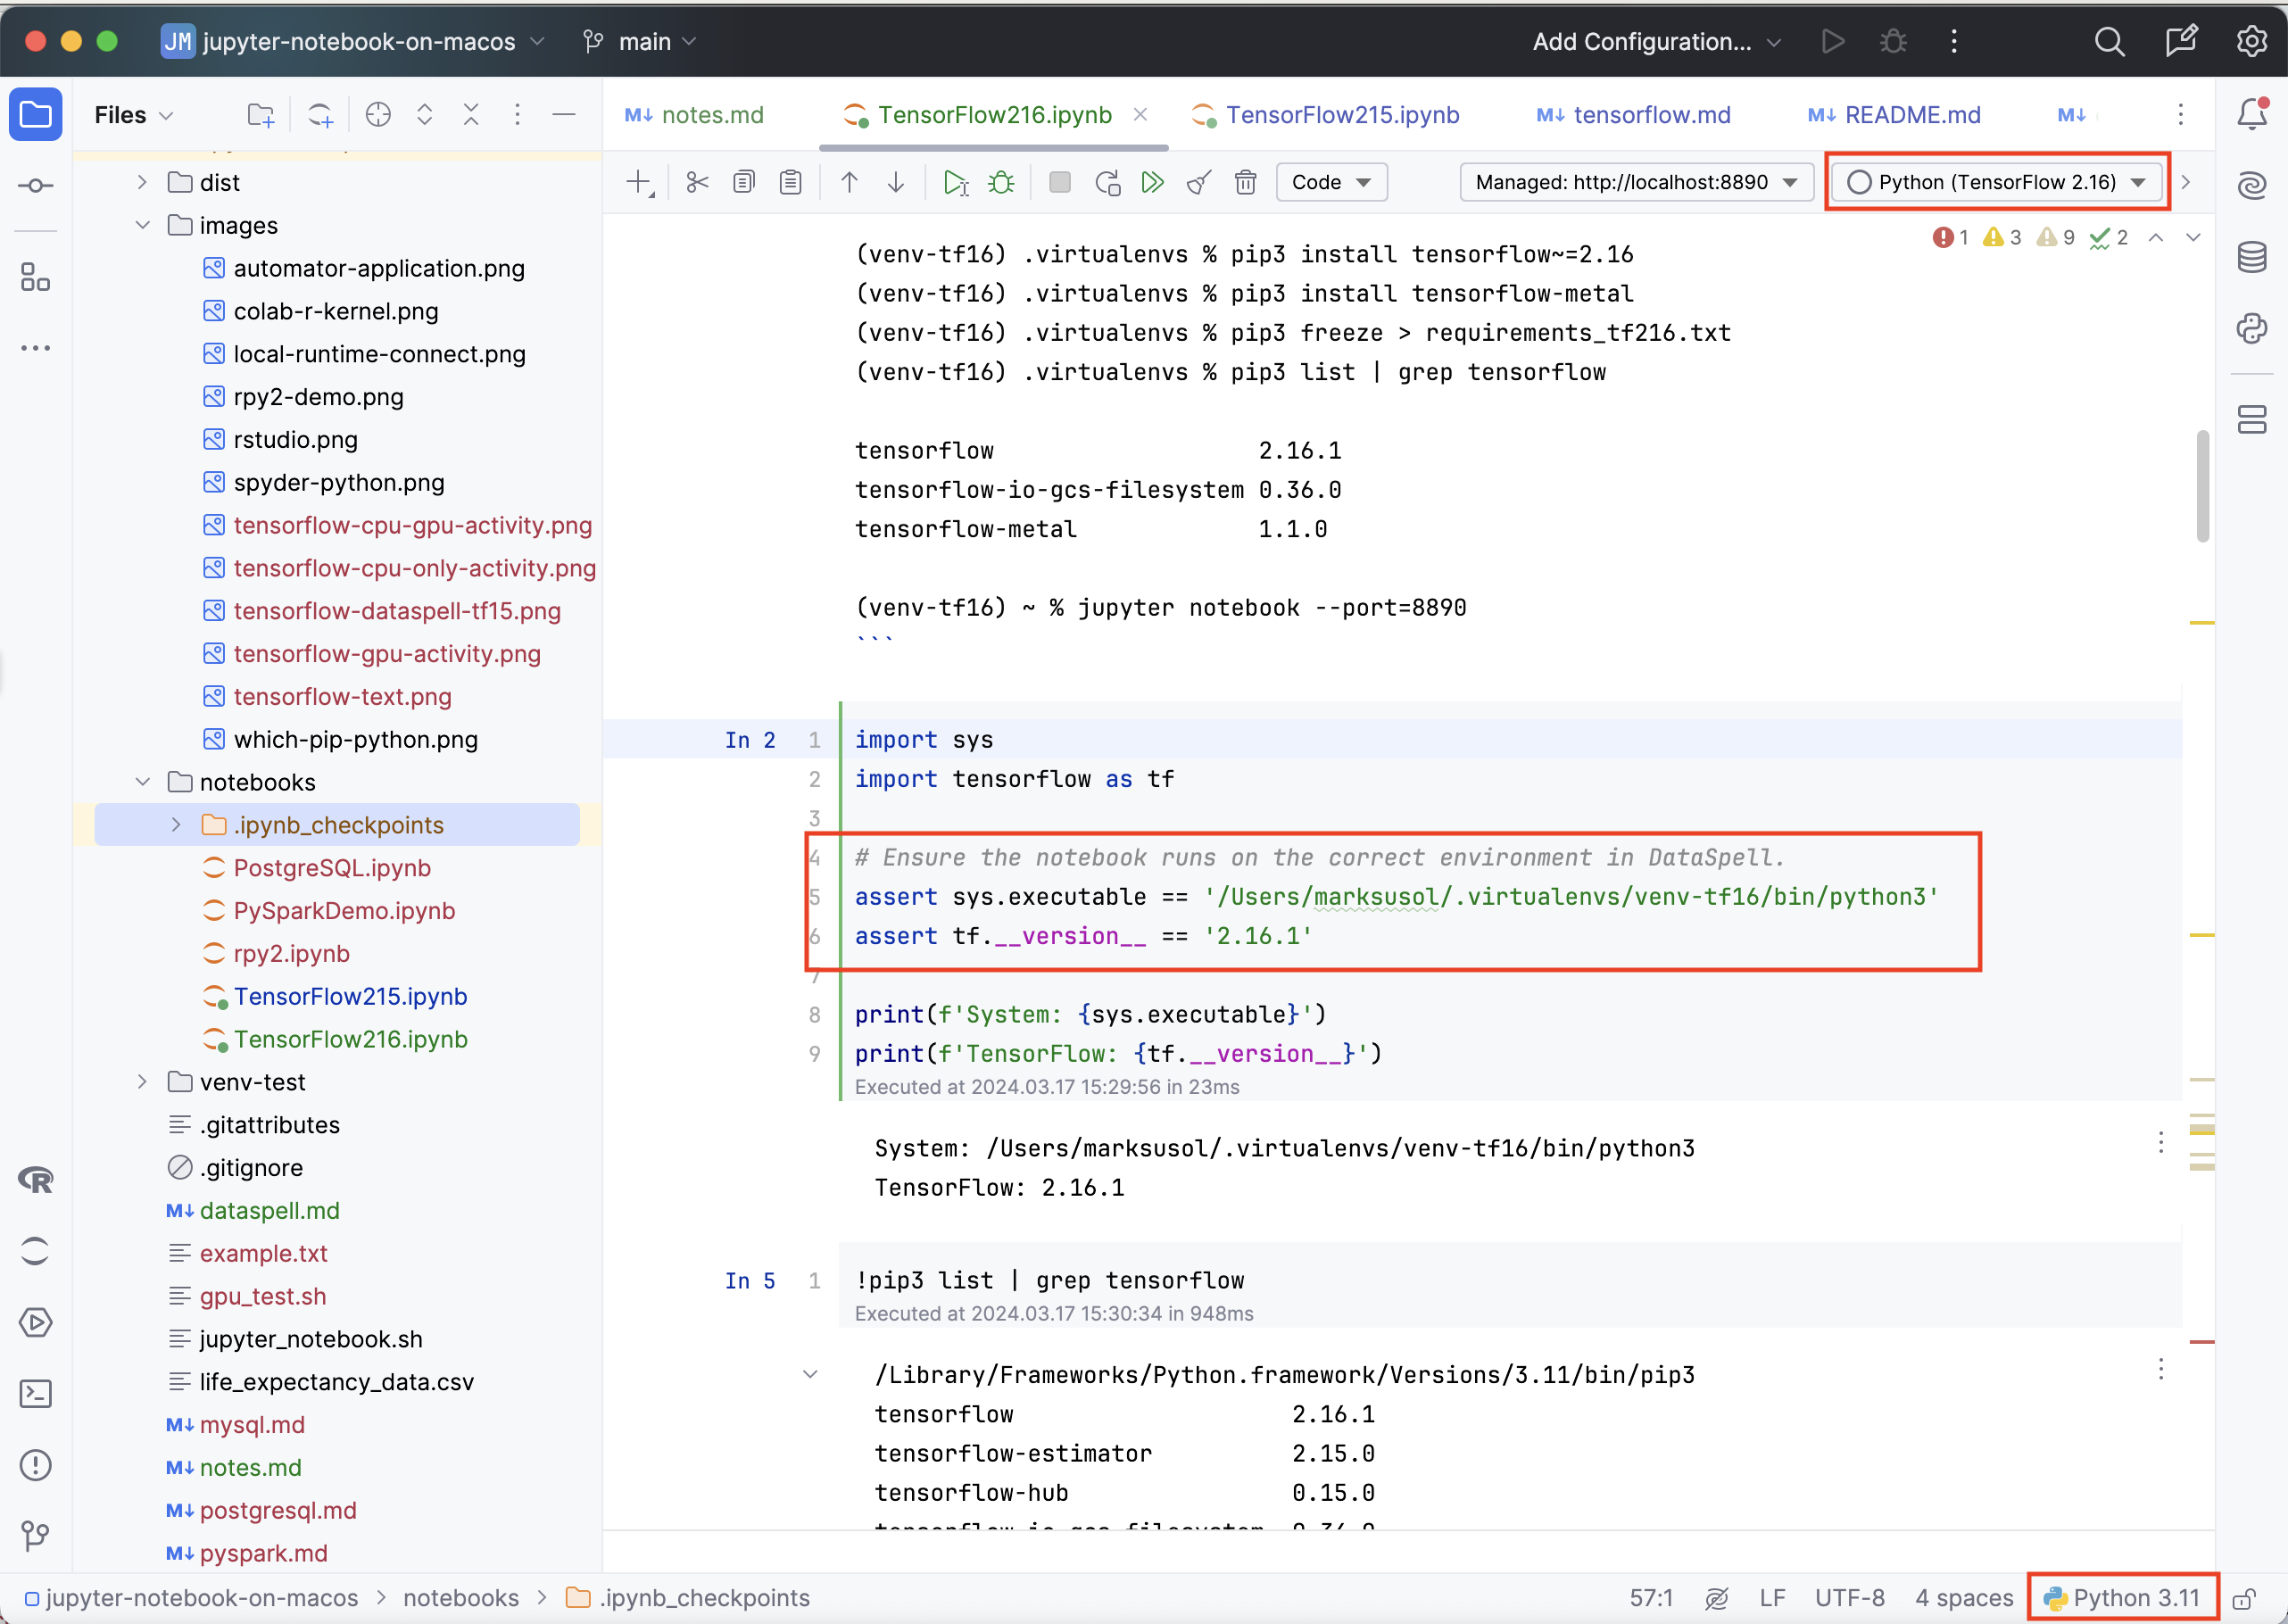 JM jupyter-notebook-on-macos main Add Configuration...
Files
notes.md TensorFlow216.ipynb TensorFlow215.ipynb tensorflow.md README.md
Code Managed: http://localhost:8890 Python (TensorFlow 2.16)
1 3 9 2
dist
images
automator-application.png
colab-r-kernel.png
local-runtime-connect.png
rpy2-demo.png
rstudio.png
spyder-python.png
tensorflow-cpu-gpu-activity.png
tensorflow-cpu-only-activity.png
tensorflow-dataspell-tf15.png
tensorflow-gpu-activity.png
tensorflow-text.png
which-pip-python.png
notebooks
.ipynb_checkpoints
PostgreSQL.ipynb
PySparkDemo.ipynb
rpy2.ipynb
TensorFlow215.ipynb
TensorFlow216.ipynb
venv-test
.gitattributes
.gitignore
dataspell.md
example.txt
gpu_test.sh
jupyter_notebook.sh
life_expectancy_data.csv
mysql.md
notes.md
postgresql.md
pyspark.md
(venv-tf16) .virtualenvs % pip3 install tensorflow~=2.16
(venv-tf16) .virtualenvs % pip3 install tensorflow-metal
(venv-tf16) .virtualenvs % pip3 freeze > requirements_tf216.txt
(venv-tf16) .virtualenvs % pip3 list | grep tensorflow
tensorflow 2.16.1
tensorflow-io-gcs-filesystem 0.36.0
tensorflow-metal 1.1.0
(venv-tf16) ~ % jupyter notebook --port=8890
```
In 2 1 import sys
2 import tensorflow as tf
3
4 # Ensure the notebook runs on the correct environment in DataSpell.
5 assert sys.executable == '/Users/marksusol/.virtualenvs/venv-tf16/bin/python3'
6 assert tf.__version__ == '2.16.1'
7
8 print(f'System: {sys.executable}')
9 print(f'TensorFlow: {tf.__version__}')
Executed at 2024.03.17 15:29:56 in 23ms
System: /Users/marksusol/.virtualenvs/venv-tf16/bin/python3
TensorFlow: 2.16.1
In 5 1 !pip3 list | grep tensorflow
Executed at 2024.03.17 15:30:34 in 948ms
/Library/Frameworks/Python.framework/Versions/3.11/bin/pip3
tensorflow 2.16.1
tensorflow-estimator 2.15.0
tensorflow-hub 0.15.0
jupyter-notebook-on-macos > notebooks > .ipynb_checkpoints 57:1 LF UTF-8 4 spaces Python 3.11